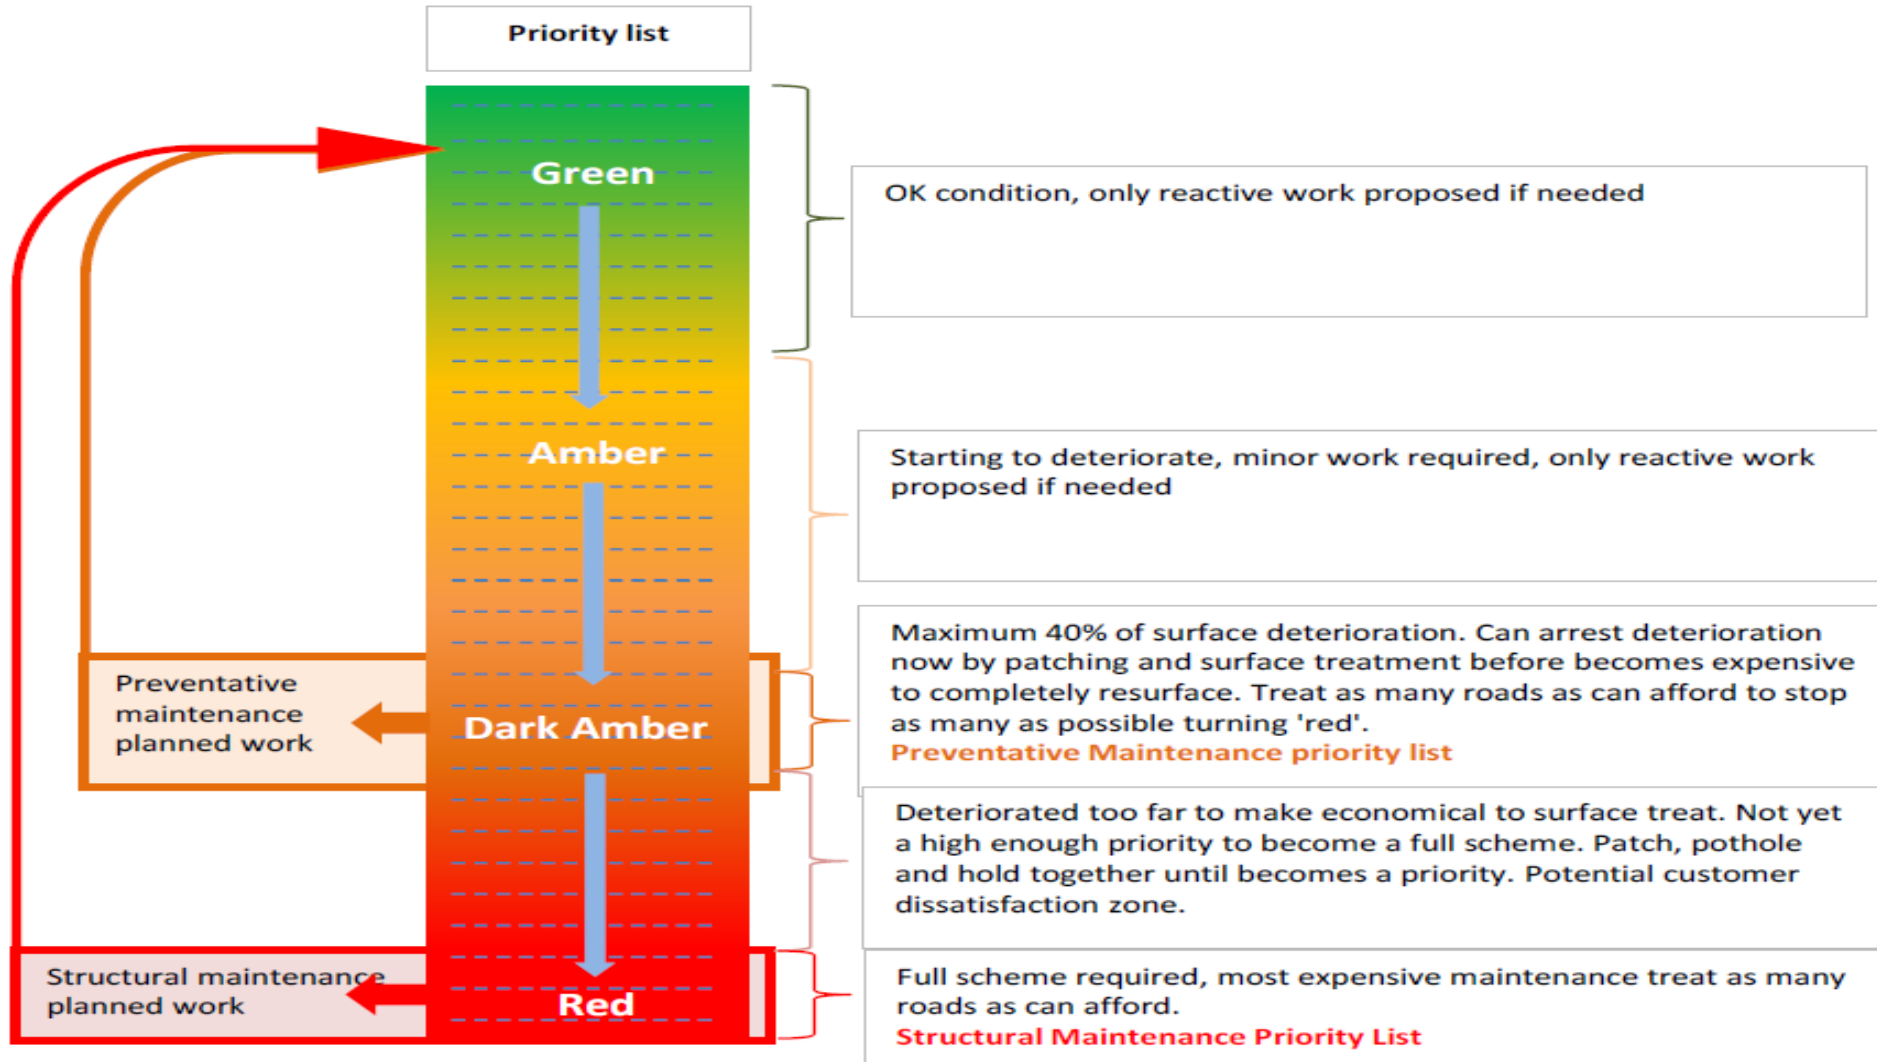 Priority list
Green
OK condition, only reactive work proposed if needed
Amber
Starting to deteriorate, minor work required, only reactive work
proposed if needed
Preventative
maintenance
planned work
Dark Amber
Maximum 40% of surface deterioration. Can arrest deterioration
now by patching and surface treatment before becomes expensive
to completely resurface. Treat as many roads as can afford to stop
as many as possible turning 'red'.
Preventative Maintenance priority list
Deteriorated too far to make economical to surface treat. Not yet
a high enough priority to become a full scheme. Patch, pothole
and hold together until becomes a priority. Potential customer
dissatisfaction zone.
Structural maintenance
planned work
Red
Full scheme required, most expensive maintenance treat as many
roads as can afford.
Structural Maintenance Priority List